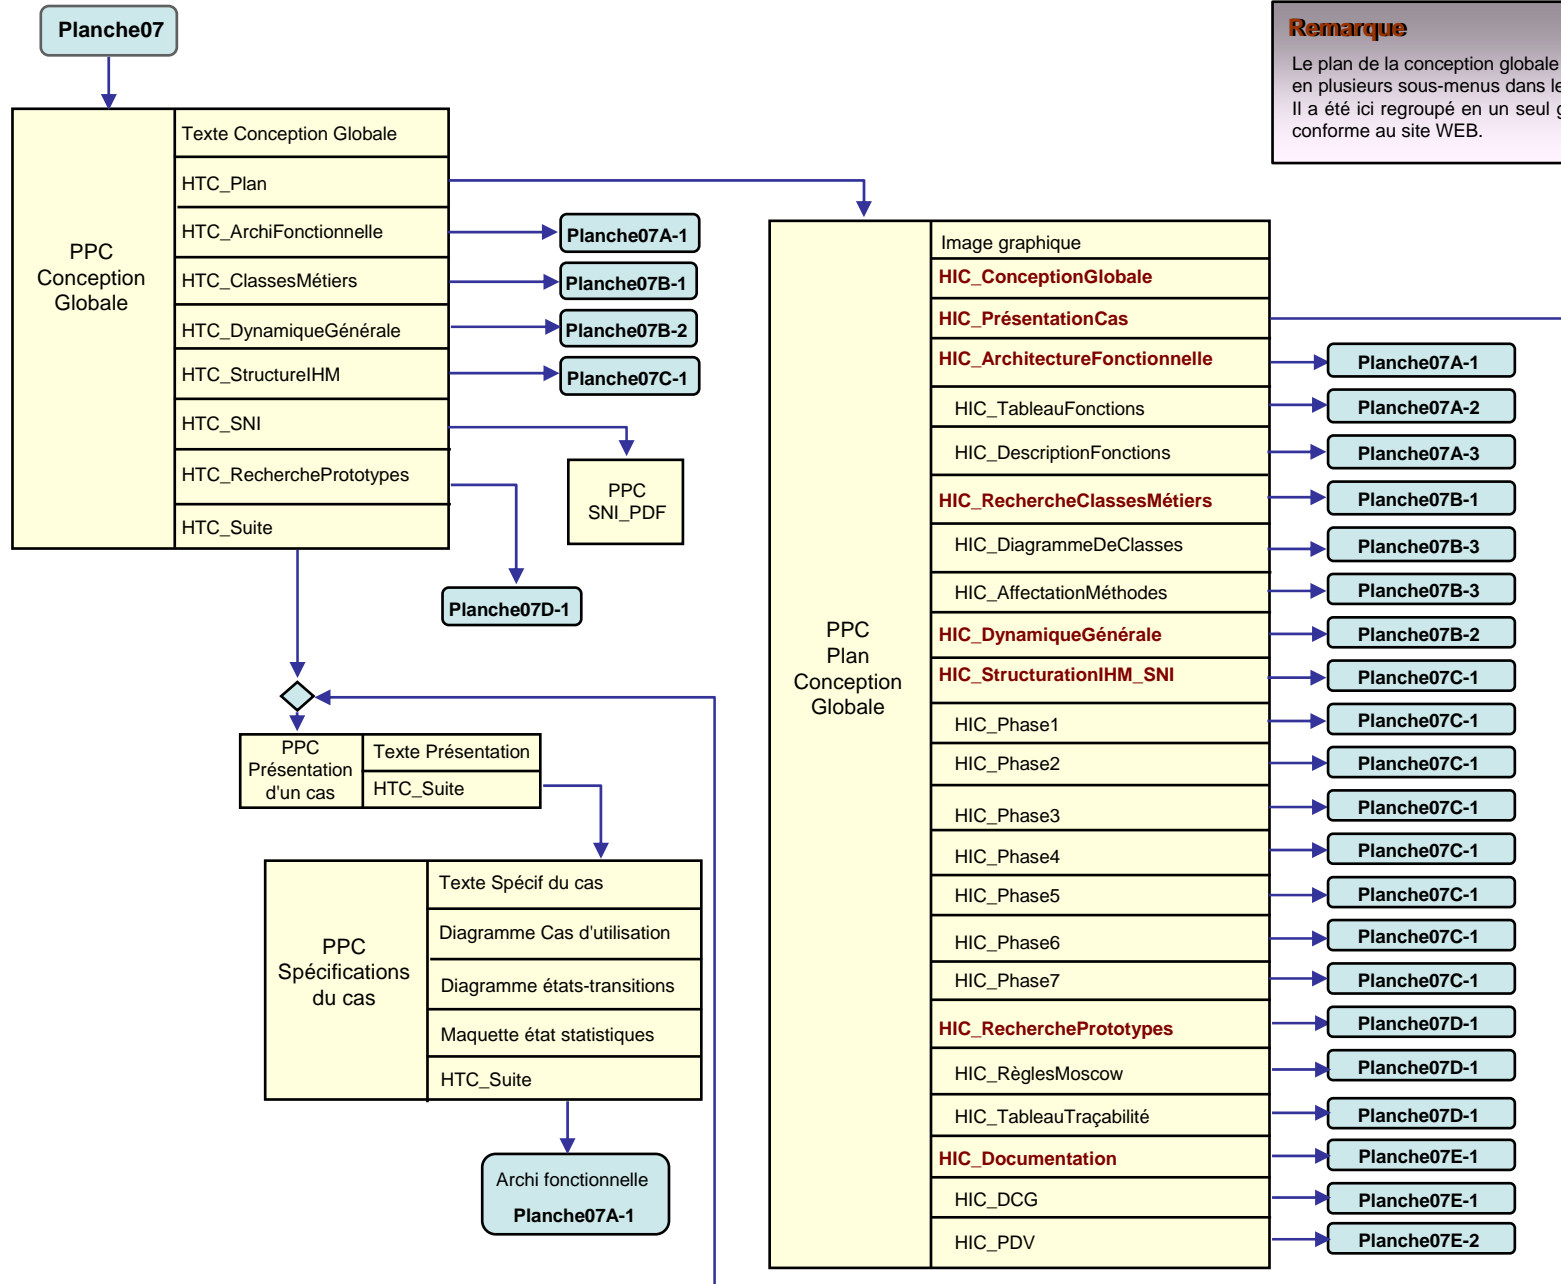 Planche07
Remarque
Le plan de la conception globale
en plusieurs sous-menus dans le
Il a été ici regroupé en un seul g
conforme au site WEB.
PPC
Conception
Globale
Texte Conception Globale
HTC_Plan
HTC_ArchiFonctionnelle
HTC_ClassesMétiers
HTC_DynamiqueGénérale
HTC_StructureIHM
HTC_SNI
HTC_RecherchePrototypes
HTC_Suite
Planche07A-1
Planche07B-1
Planche07B-2
Planche07C-1
PPC
SNI_PDF
Planche07D-1
PPC
Présentation
d'un cas
Texte Présentation
HTC_Suite
PPC
Spécifications
du cas
Texte Spécif du cas
Diagramme Cas d'utilisation
Diagramme états-transitions
Maquette état statistiques
HTC_Suite
Archi fonctionnelle
Planche07A-1
PPC
Plan
Conception
Globale
Image graphique
HIC_ConceptionGlobale
HIC_PrésentationCas
HIC_ArchitectureFonctionnelle
Planche07A-1
HIC_TableauFonctions
Planche07A-2
HIC_DescriptionFonctions
Planche07A-3
HIC_RechercheClassesMétiers
Planche07B-1
HIC_DiagrammeDeClasses
Planche07B-3
HIC_AffectationMéthodes
Planche07B-3
HIC_DynamiqueGénérale
Planche07B-2
HIC_StructurationIHM_SNI
Planche07C-1
HIC_Phase1
Planche07C-1
HIC_Phase2
Planche07C-1
HIC_Phase3
Planche07C-1
HIC_Phase4
Planche07C-1
HIC_Phase5
Planche07C-1
HIC_Phase6
Planche07C-1
HIC_Phase7
Planche07C-1
HIC_RecherchePrototypes
Planche07D-1
HIC_RèglesMoscow
Planche07D-1
HIC_TableauTraçabilité
Planche07D-1
HIC_Documentation
Planche07E-1
HIC_DCG
Planche07E-1
HIC_PDV
Planche07E-2